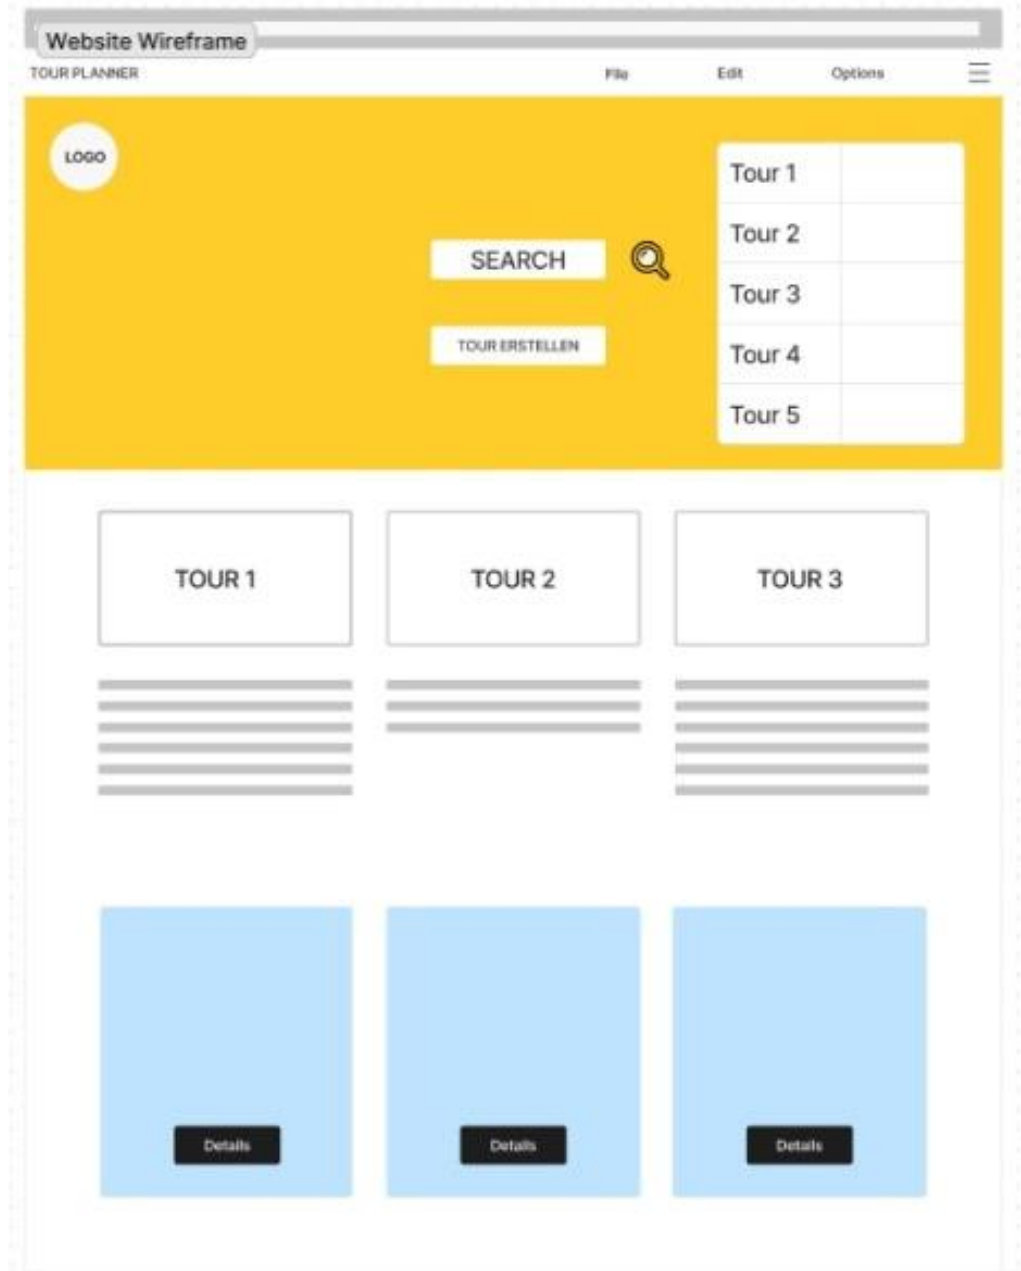 Website Wireframe
TOUR PLANNER File Edit Options
LOGO
SEARCH
TOUR ERSTELLEN
Tour 1
Tour 2
Tour 3
Tour 4
Tour 5
TOUR 1 TOUR 2 TOUR 3
Details Details Details